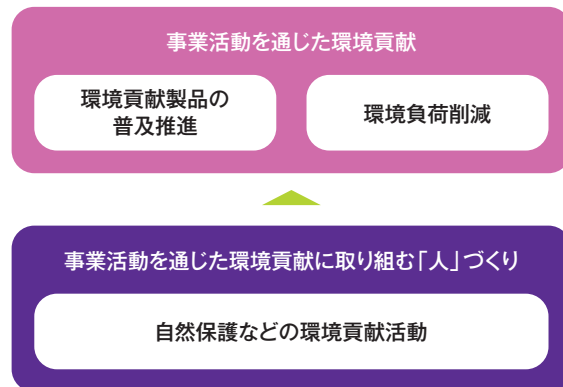 事業活動を通じた環境貢献
環境貢献製品の
普及推進
環境負荷削減
事業活動を通じた環境貢献に取り組む「人」づくり
自然保護などの環境貢献活動